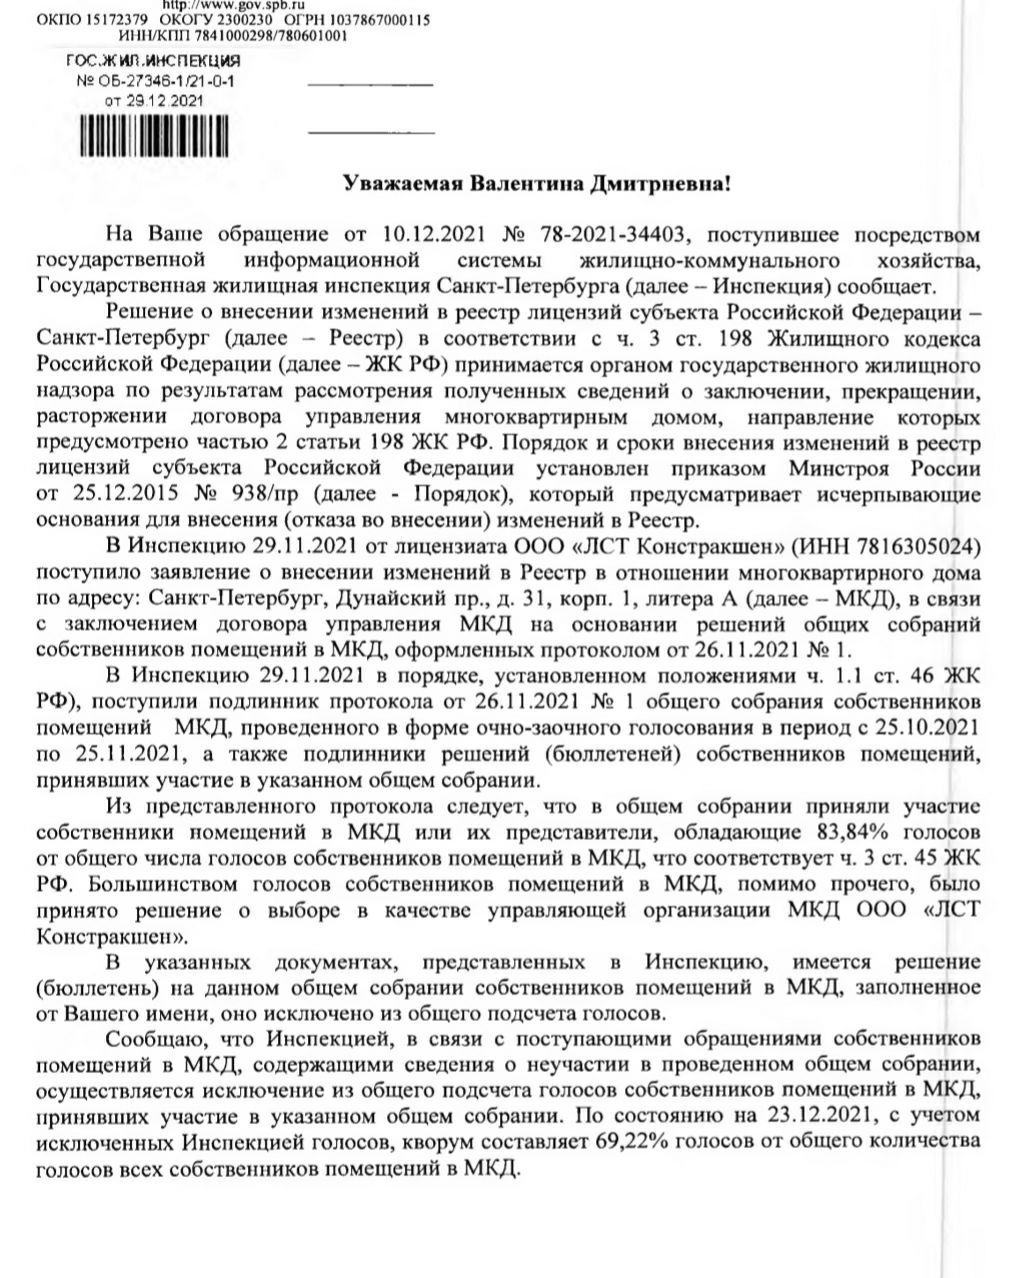 http://www.gov.spb.ru
ОКПО 15172379 ОКОГУ 2300230 ОГРН 1037867000115
ИНН/КПП 7841000298/780601001
ГОС.ЖИЛ.ИНСПЕКЦИЯ
№ ОБ-27346-1/21-0-1
от 29.12.2021
Уважаемая Валентина Дмитриевна!
На Ваше обращение от 10.12.2021 № 78-2021-34403, поступившее посредством
государственной информационной системы жилищно-коммунального хозяйства,
Государственная жилищная инспекция Санкт-Петербурга (далее – Инспекция) сообщает.
Решение о внесении изменений в реестр лицензий субъекта Российской Федерации –
Санкт-Петербург (далее – Реестр) в соответствии с ч. 3 ст. 198 Жилищного кодекса
Российской Федерации (далее – ЖК РФ) принимается органом государственного жилищного
надзора по результатам рассмотрения полученных сведений о заключении, прекращении,
расторжении договора управления многоквартирным домом, направление которых
предусмотрено частью 2 статьи 198 ЖК РФ. Порядок и сроки внесения изменений в реестр
лицензий субъекта Российской Федерации установлен приказом Минстроя России
от 25.12.2015 № 938/пр (далее - Порядок), который предусматривает исчерпывающие
основания для внесения (отказа во внесении) изменений в Реестр.
В Инспекцию 29.11.2021 от лицензиата ООО «ЛСТ Констракшен» (ИНН 7816305024)
поступило заявление о внесении изменений в Реестр в отношении многоквартирного дома
по адресу: Санкт-Петербург, Дунайский пр., д. 31, корп. 1, литера А (далее – МКД), в связи
с заключением договора управления МКД на основании решений общих собраний
собственников помещений в МКД, оформленных протоколом от 26.11.2021 № 1.
В Инспекцию 29.11.2021 в порядке, установленном положениями ч. 1.1 ст. 46 ЖК
РФ), поступили подлинник протокола от 26.11.2021 № 1 общего собрания собственников
помещений МКД, проведенного в форме очно-заочного голосования в период с 25.10.2021
по 25.11.2021, а также подлинники решений (бюллетеней) собственников помещений,
принявших участие в указанном общем собрании.
Из представленного протокола следует, что в общем собрании приняли участие
собственники помещений в МКД или их представители, обладающие 83,84% голосов
от общего числа голосов собственников помещений в МКД, что соответствует ч. 3 ст. 45 ЖК
РФ. Большинством голосов собственников помещений в МКД, помимо прочего, было
принято решение о выборе в качестве управляющей организации МКД ООО «ЛСТ
Констракшен».
В указанных документах, представленных в Инспекцию, имеется решение
(бюллетень) на данном общем собрании собственников помещений в МКД, заполненное
от Вашего имени, оно исключено из общего подсчета голосов.
Сообщаю, что Инспекцией, в связи с поступающими обращениями собственников
помещений в МКД, содержащими сведения о неучастии в проведенном общем собрании,
осуществляется исключение из общего подсчета голосов собственников помещений в МКД,
принявших участие в указанном общем собрании. По состоянию на 23.12.2021, с учетом
исключенных Инспекцией голосов, кворум составляет 69,22% голосов от общего количества
голосов всех собственников помещений в МКД.